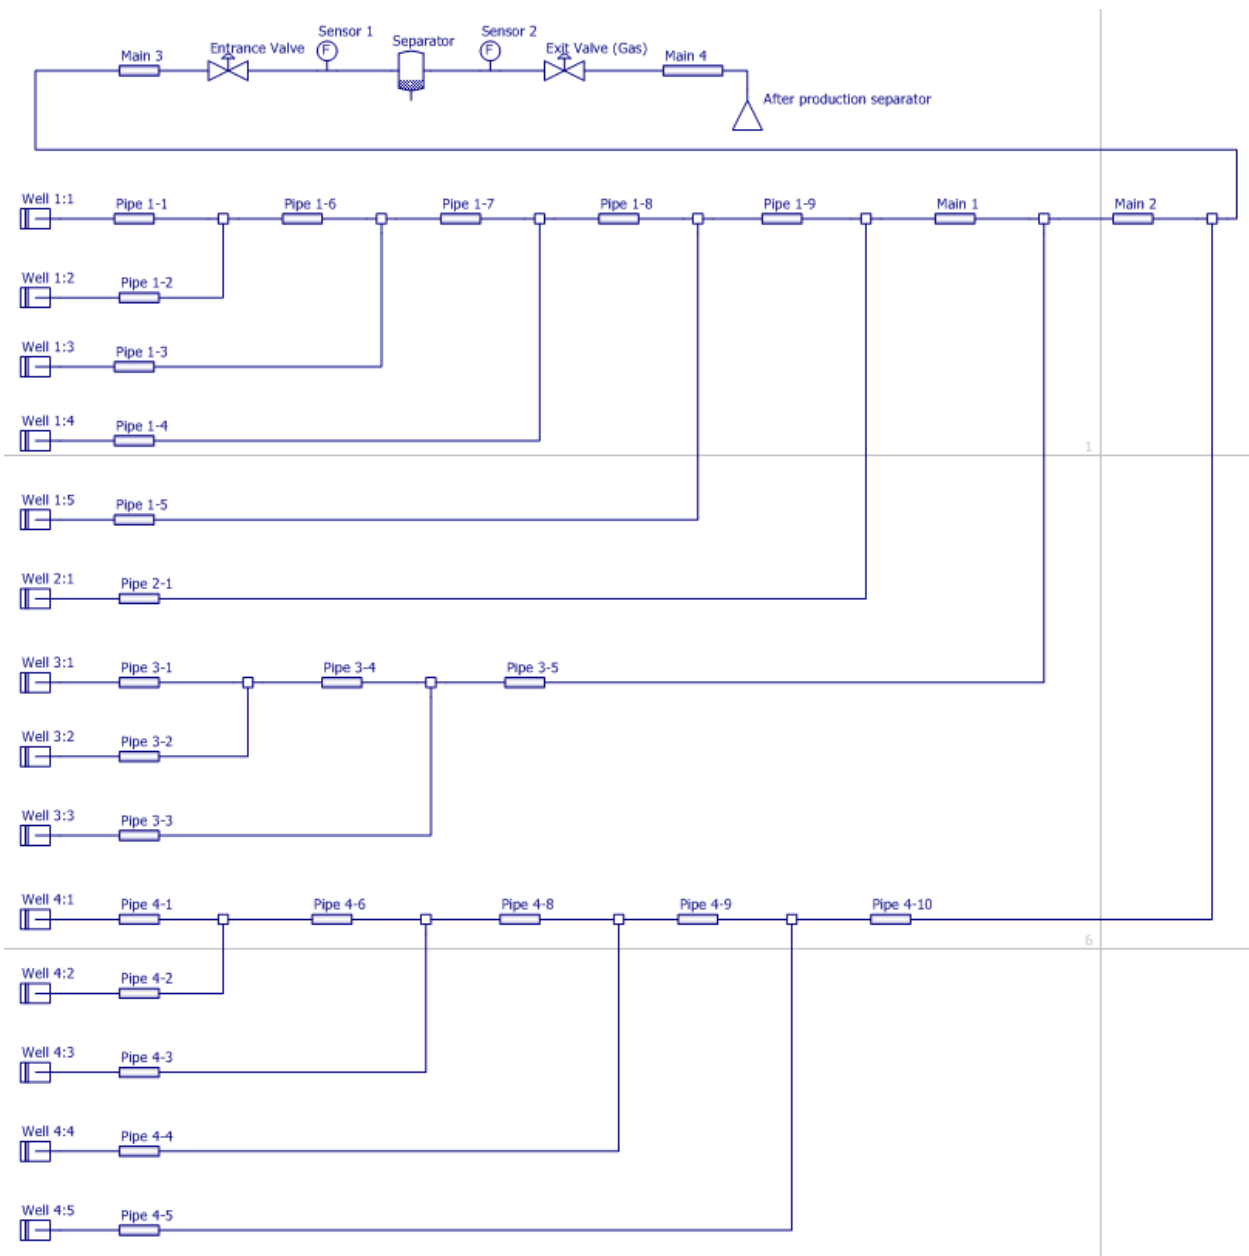 Sensor 1
Sensor 2
Main 3
Entrance Valve
F
Separator
F
Exit Valve (Gas)
Main 4
After production separator
Well 1:1
Pipe 1-1
Pipe 1-6
Pipe 1-7
Pipe 1-8
Pipe 1-9
Main 1
Main 2
Well 1:2
Pipe 1-2
Well 1:3
Pipe 1-3
Well 1:4
Pipe 1-4
1
Well 1:5
Pipe 1-5
Well 2:1
Pipe 2-1
Well 3:1
Pipe 3-1
Pipe 3-4
Pipe 3-5
Well 3:2
Pipe 3-2
Well 3:3
Pipe 3-3
Well 4:1
Pipe 4-1
Pipe 4-6
Pipe 4-8
Pipe 4-9
Pipe 4-10
6
Well 4:2
Pipe 4-2
Well 4:3
Pipe 4-3
Well 4:4
Pipe 4-4
Well 4:5
Pipe 4-5